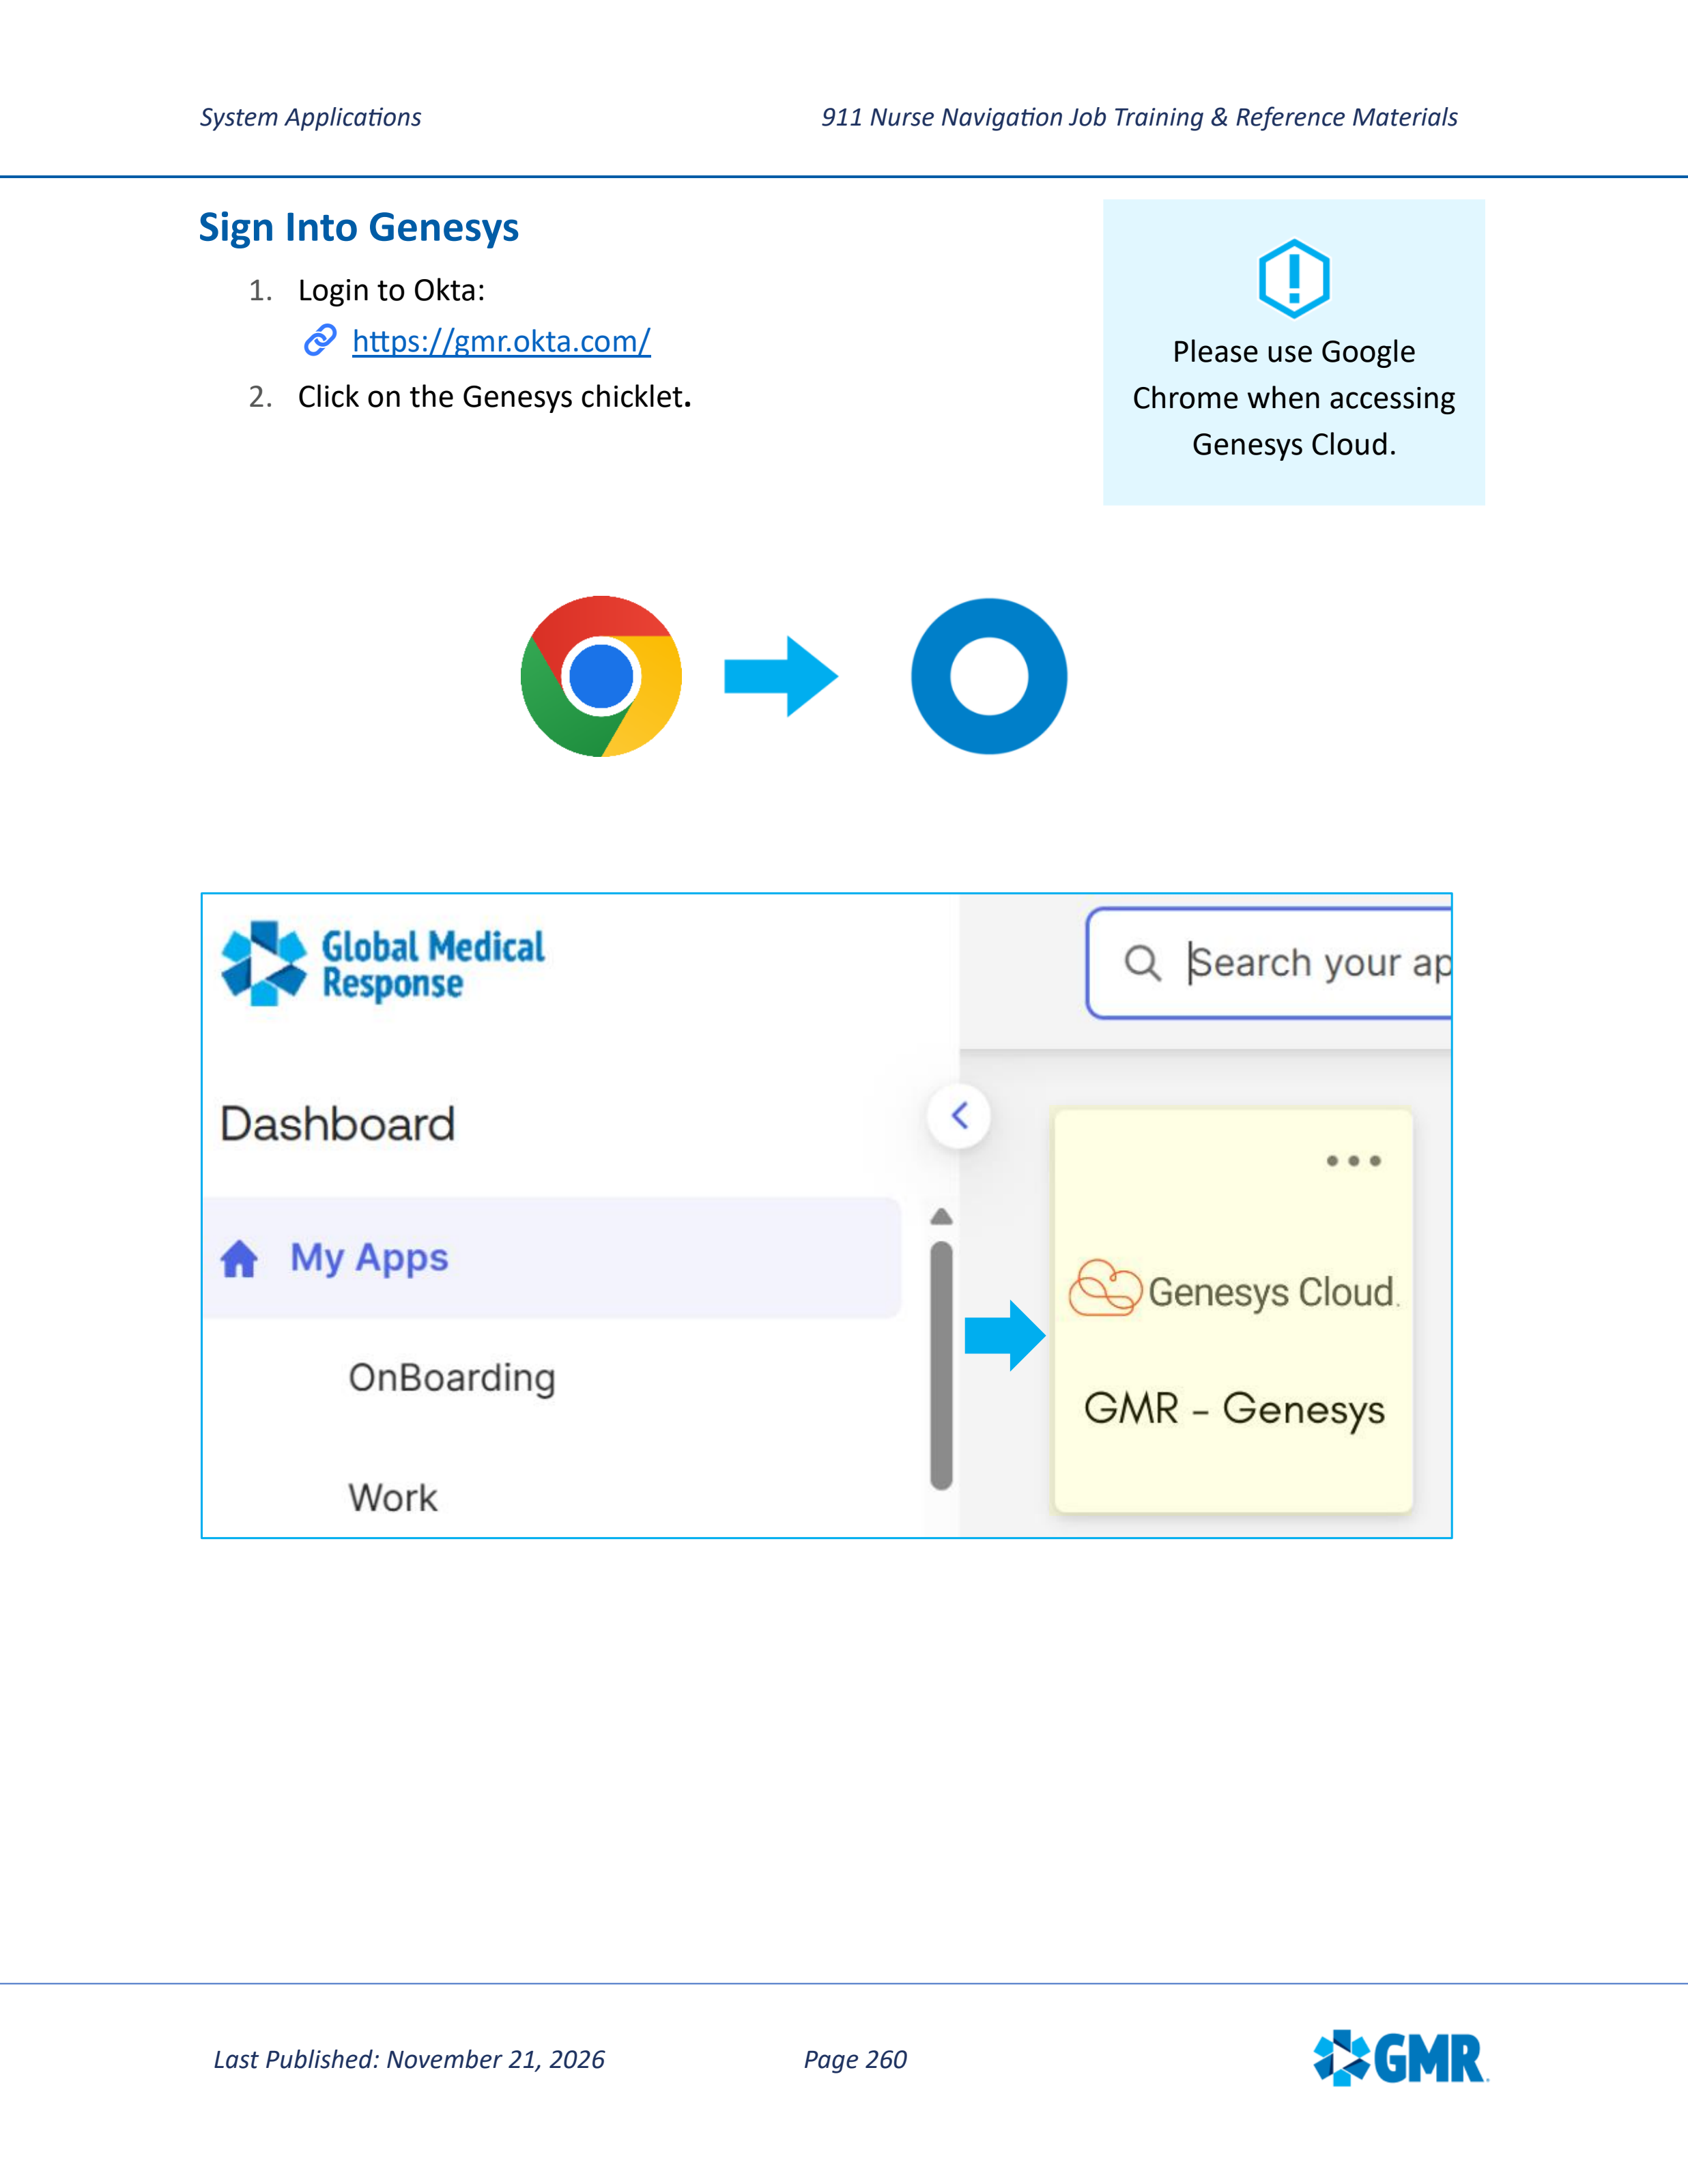 System Applications
911 Nurse Navigation Job Training & Reference Materials
Sign Into Genesys
1. Login to Okta:
https://gmr.okta.com/
2. Click on the Genesys chicklet.
Please use Google
Chrome when accessing
Genesys Cloud.
Global Medical
Response
Search your ap
Dashboard
My Apps
OnBoarding
Work
Genesys Cloud.
GMR - Genesys
Last Published: November 21, 2026
Page 260
GMR